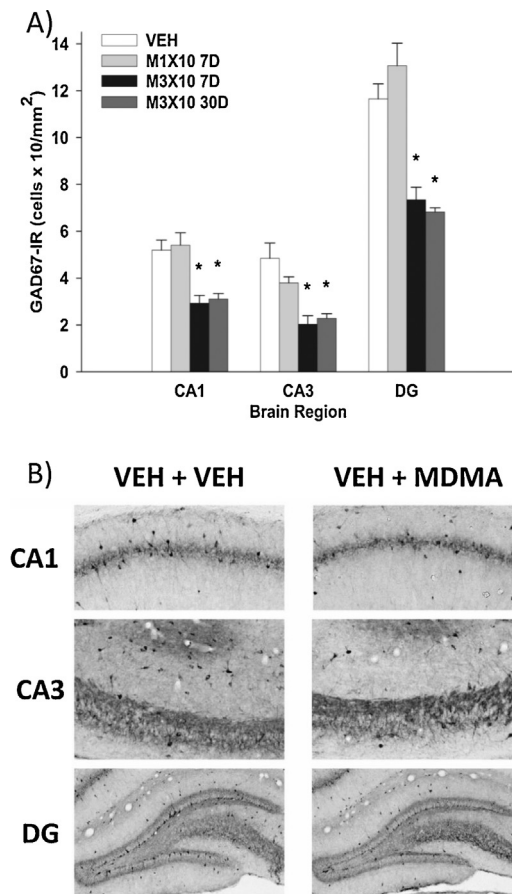 A)
VEH
M1X10 7D
M3X10 7D
M3X10 30D
GAD67-IR (cells x 10/mm²)
14
12
10
8
6
4
2
0
* *
* *
* *
CA1 CA3 DG
Brain Region
B)
VEH + VEH VEH + MDMA
CA1
CA3
DG